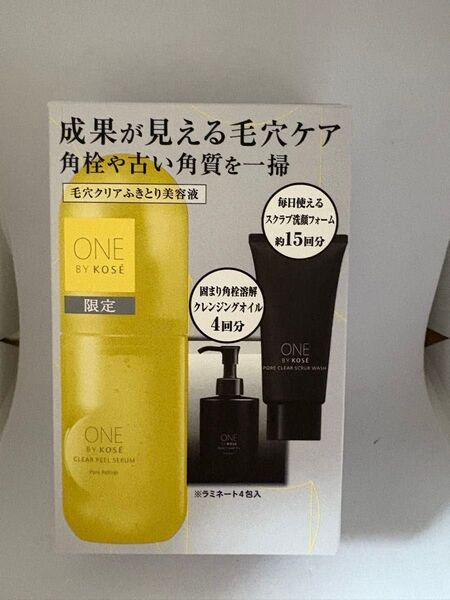 成果が見える毛穴ケア
角栓や古い角質を一掃
毛穴クリアふきとり美容液
ONE
BY KOSÉ
限定
ONE
BY KOSÉ
CLEAR PEEL SERUM
毎日使える
スクラブ洗顔フォーム
約15回分
固まり角栓溶解
クレンジングオイル
4回分
ONE
BY KOSÉ
PORE CLEAR SCRUB WASH
ONE
BY KOSÉ
※ラミネート4包入